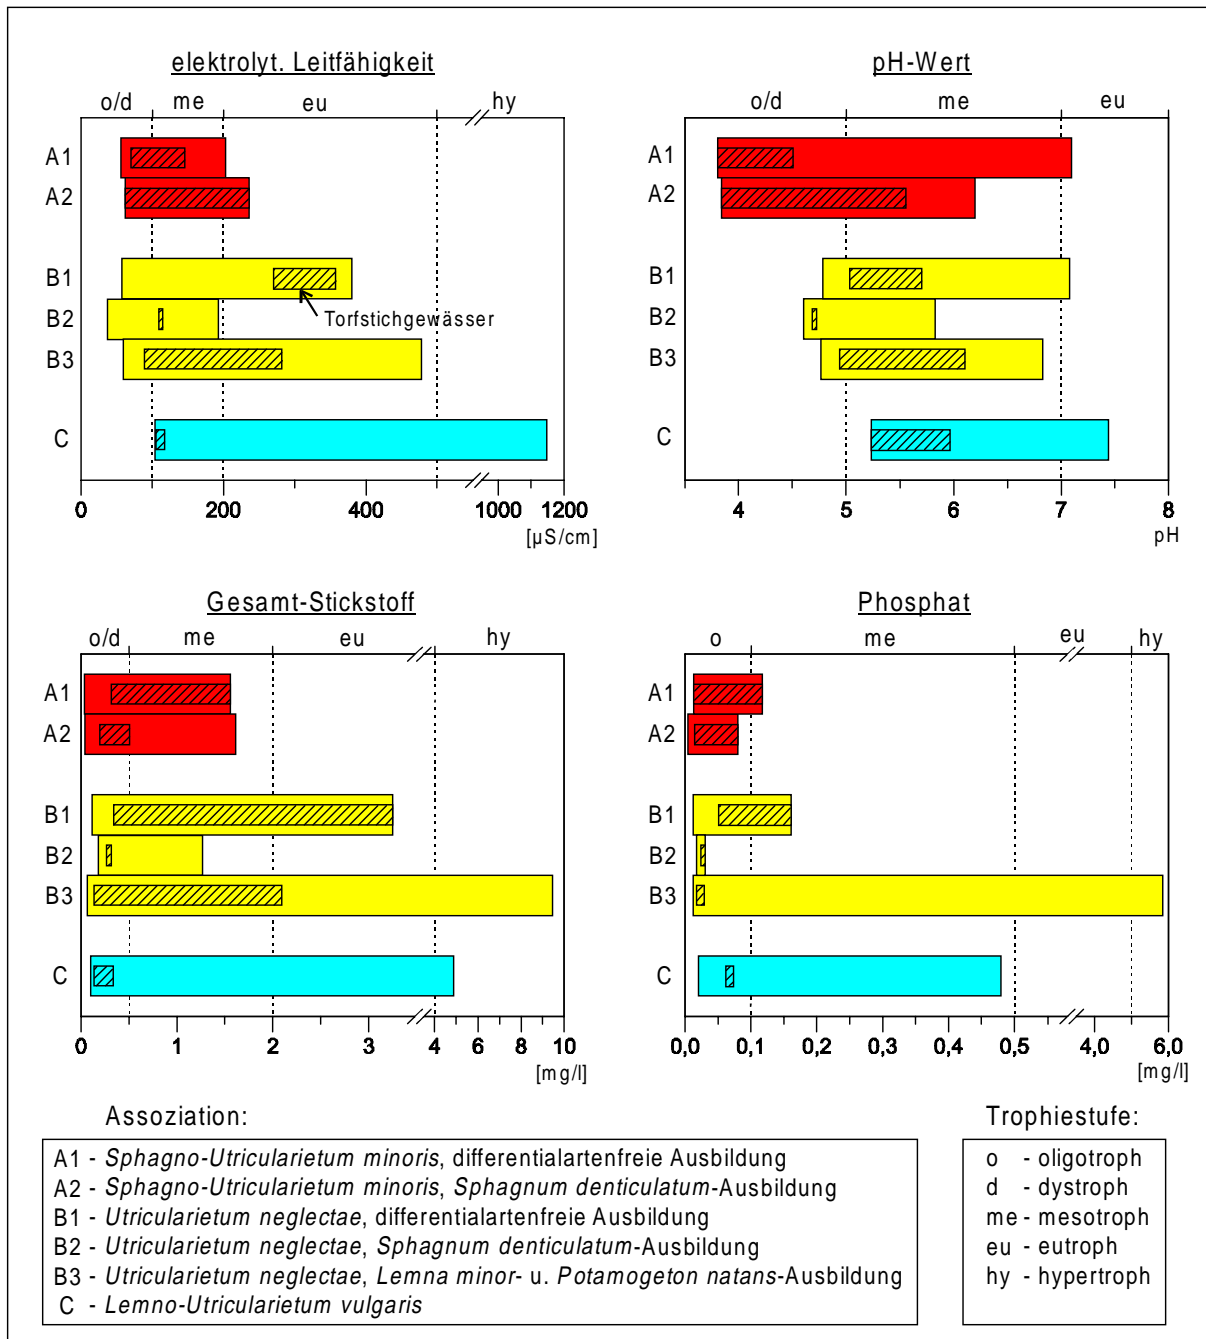 elektrolyt. Leitfähigkeit
o/d me eu hy
A1
A2
B1
B2
Torfstichgewässer
B3
C
0 200 400 1000 1200
[µS/cm]
pH-Wert
o/d me eu
A1
A2
B1
B2
B3
C
4 5 6 7 8
pH
Gesamt-Stickstoff
o/d me eu hy
A1
A2
B1
B2
B3
C
0 1 2 3 4 6 10
[mg/l]
Phosphat
o me eu hy
A1
A2
B1
B2
B3
C
0,0 0,1 0,2 0,3 0,4 0,5 4,0 6,0
[mg/l]
Assoziation:
A1 - Sphagno-Utricularietum minoris, differentialartenfreie Ausbildung
A2 - Sphagno-Utricularietum minoris, Sphagnum denticulatum-Ausbildung
B1 - Utricularietum neglectae, differentialartenfreie Ausbildung
B2 - Utricularietum neglectae, Sphagnum denticulatum-Ausbildung
B3 - Utricularietum neglectae, Lemna minor- u. Potamogeton natans-Ausbildung
C - Lemno-Utricularietum vulgaris
Trophiestufe:
o - oligotroph
d - dystroph
me - mesotroph
eu - eutroph
hy - hypertroph